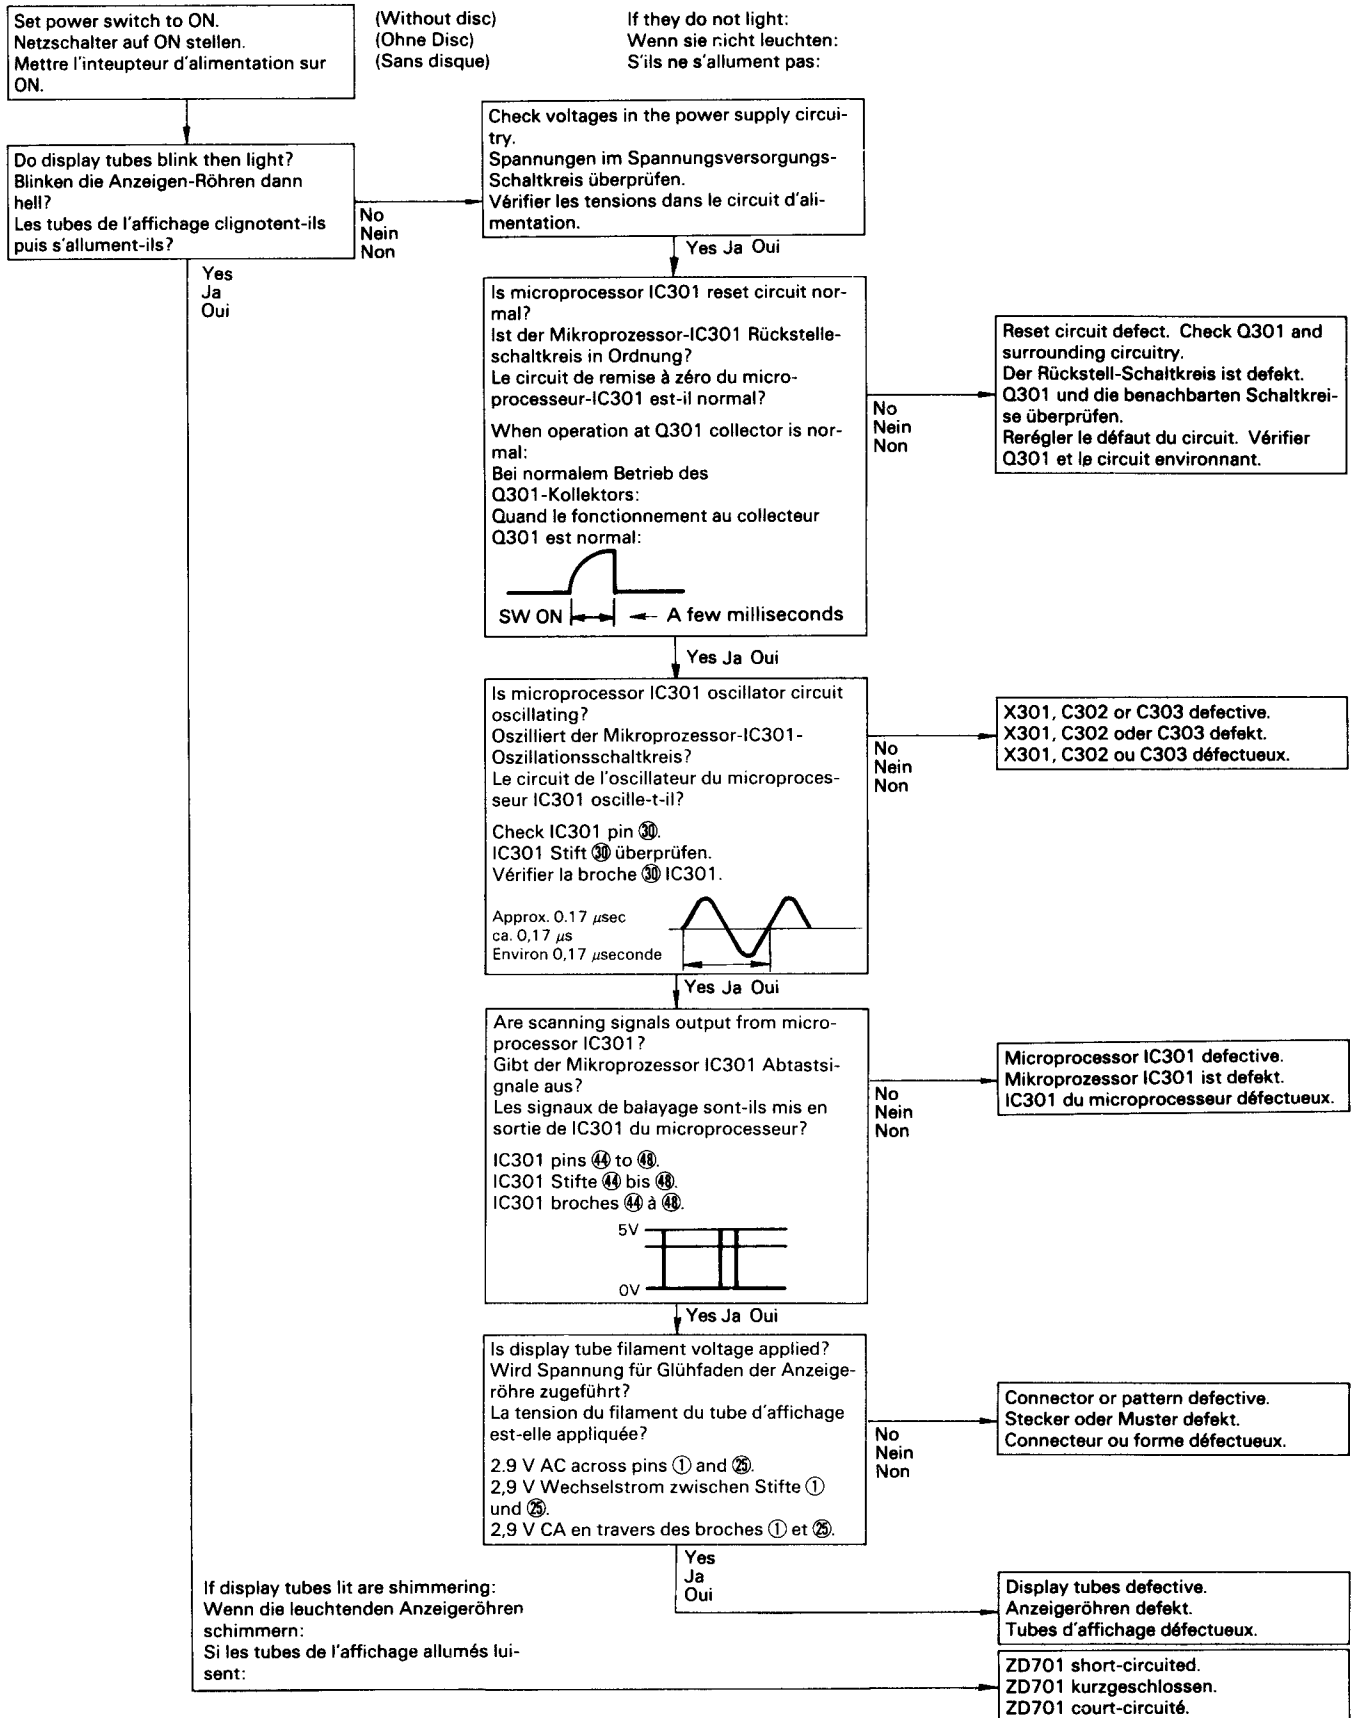 Set power switch to ON.
Netzschalter auf ON stellen.
Mettre l'inteupteur d'alimentation sur
ON.
(Without disc)
(Ohne Disc)
(Sans disque)
If they do not light:
Wenn sie nicht leuchten:
S'ils ne s'allument pas:
Do display tubes blink then light?
Blinken die Anzeigen-Röhren dann
hell?
Les tubes de l'affichage clignotent-ils
puis s'allument-ils?
No
Nein
Non
Yes
Ja
Oui
Check voltages in the power supply circui-
try.
Spannungen im Spannungsversorgungs-
Schaltkreis überprüfen.
Vérifier les tensions dans le circuit d'ali-
mentation.
Yes Ja Oui
Is microprocessor IC301 reset circuit nor-
mal?
Ist der Mikroprozessor-IC301 Rückstelle-
schaltkreis in Ordnung?
Le circuit de remise à zéro du micro-
processeur-IC301 est-il normal?
When operation at Q301 collector is nor-
mal:
Bei normalem Betrieb des
Q301-Kollektors:
Quand le fonctionnement au collecteur
Q301 est normal:
SW ON A few milliseconds
No
Nein
Non
Reset circuit defect. Check Q301 and
surrounding circuitry.
Der Rückstell-Schaltkreis ist defekt.
Q301 und die benachbarten Schaltkrei-
se überprüfen.
Rerégler le défaut du circuit. Vérifier
Q301 et le circuit environnant.
Yes Ja Oui
Is microprocessor IC301 oscillator circuit
oscillating?
Oszilliert der Mikroprozessor-IC301-
Oszillationsschaltkreis?
Le circuit de l'oscillateur du microproces-
seur IC301 oscille-t-il?
Check IC301 pin ㉚.
IC301 Stift ㉚ überprüfen.
Vérifier la broche ㉚ IC301.
Approx. 0.17 μsec
ca. 0,17 μs
Environ 0,17 μseconde
No
Nein
Non
X301, C302 or C303 defective.
X301, C302 oder C303 defekt.
X301, C302 ou C303 défectueux.
Yes Ja Oui
Are scanning signals output from micro-
processor IC301?
Gibt der Mikroprozessor IC301 Abtastsi-
gnale aus?
Les signaux de balayage sont-ils mis en
sortie de IC301 du microprocesseur?
IC301 pins ㊹ to ㊽.
IC301 Stifte ㊹ bis ㊽.
IC301 broches ㊹ à ㊽.
5V
0V
No
Nein
Non
Microprocessor IC301 defective.
Mikroprozessor IC301 ist defekt.
IC301 du microprocesseur défectueux.
Yes Ja Oui
Is display tube filament voltage applied?
Wird Spannung für Glühfaden der Anzeige-
röhre zugeführt?
La tension du filament du tube d'affichage
est-elle appliquée?
2.9 V AC across pins ① and ㉕.
2,9 V Wechselstrom zwischen Stifte ①
und ㉕.
2,9 V CA en travers des broches ① et ㉕.
No
Nein
Non
Connector or pattern defective.
Stecker oder Muster defekt.
Connecteur ou forme défectueux.
Yes
Ja
Oui
Display tubes defective.
Anzeigeröhren defekt.
Tubes d'affichage défectueux.
If display tubes lit are shimmering:
Wenn die leuchtenden Anzeigeröhren
schimmern:
Si les tubes de l'affichage allumés lui-
sent:
ZD701 short-circuited.
ZD701 kurzgeschlossen.
ZD701 court-circuité.